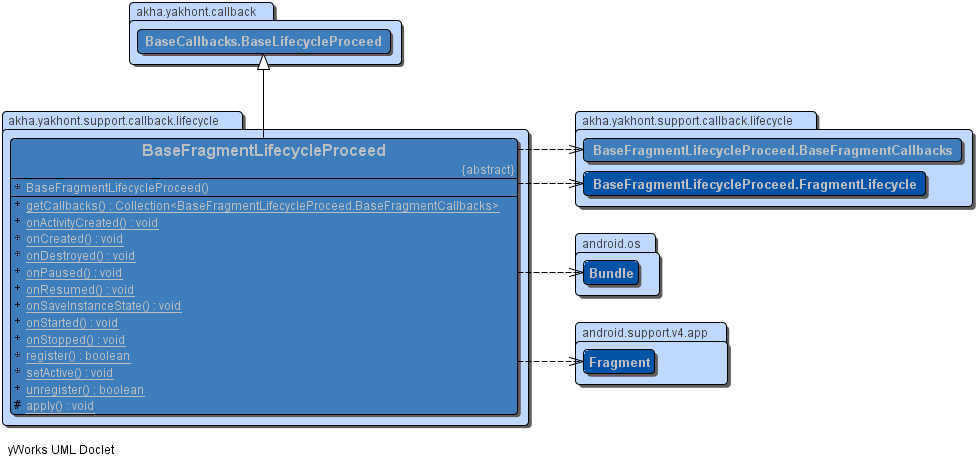 akha.yakhont.callback
BaseCallbacks.BaseLifecycleProceed
akha.yakhont.support.callback.lifecycle
BaseFragmentLifecycleProceed
{abstract}
+ BaseFragmentLifecycleProceed()
+ getCallbacks() : Collection<BaseFragmentLifecycleProceed.BaseFragmentCallbacks>
+ onActivityCreated() : void
+ onCreated() : void
+ onDestroyed() : void
+ onPaused() : void
+ onResumed() : void
+ onSaveInstanceState() : void
+ onStarted() : void
+ onStopped() : void
+ register() : boolean
+ setActive() : void
+ unregister() : boolean
# apply() : void
akha.yakhont.support.callback.lifecycle
BaseFragmentLifecycleProceed.BaseFragmentCallbacks
BaseFragmentLifecycleProceed.FragmentLifecycle
android.os
Bundle
android.support.v4.app
Fragment
yWorks UML Doclet